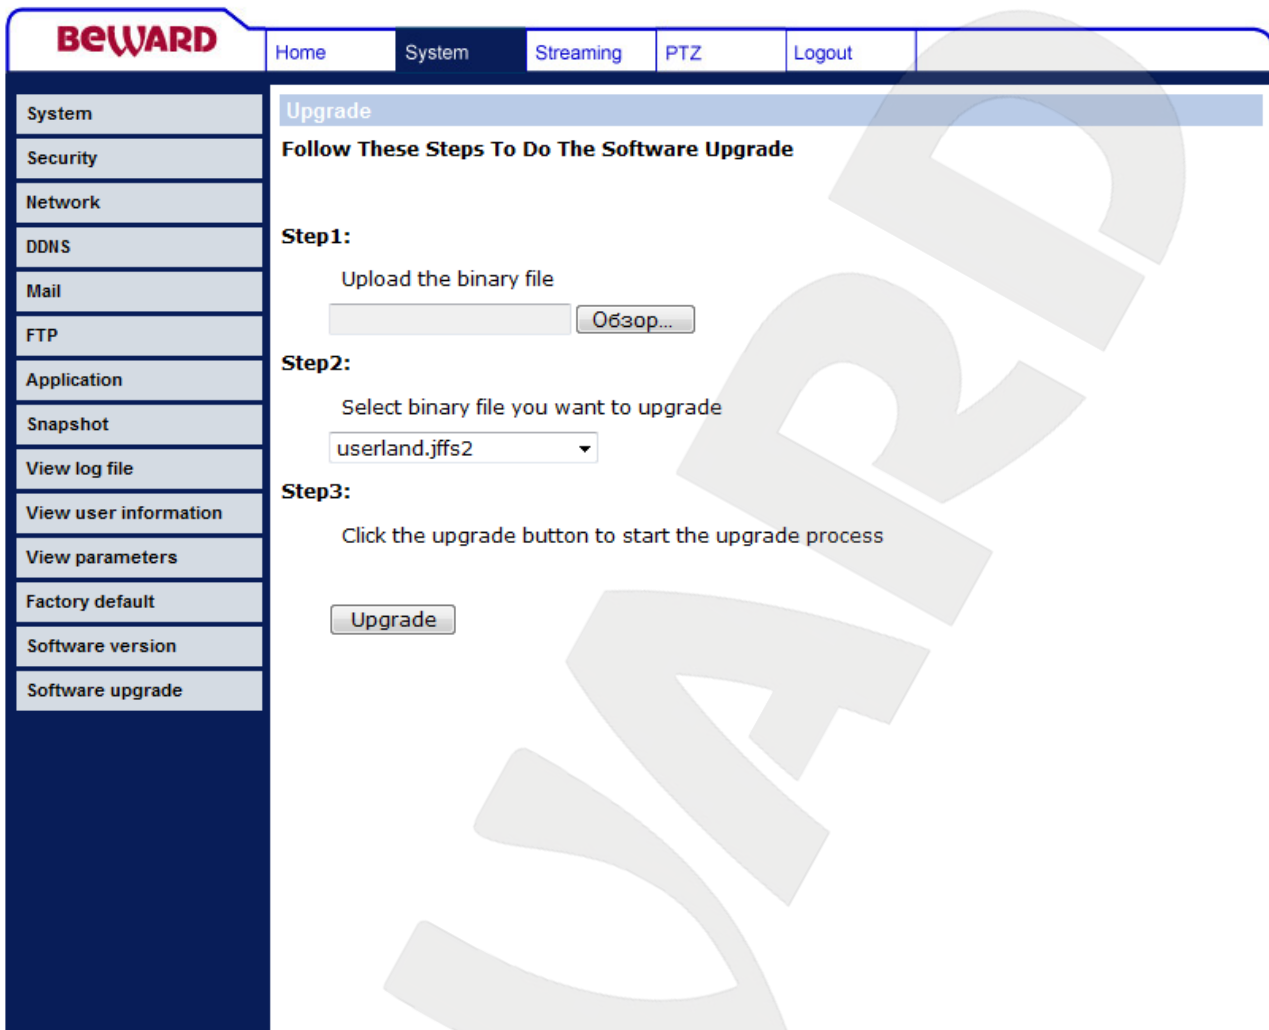 BEWARD
Home System Streaming PTZ Logout
System
Security
Network
DDNS
Mail
FTP
Application
Snapshot
View log file
View user information
View parameters
Factory default
Software version
Software upgrade
Upgrade
Follow These Steps To Do The Software Upgrade
Step1:
Upload the binary file
Обзор...
Step2:
Select binary file you want to upgrade
userland.jffs2
Step3:
Click the upgrade button to start the upgrade process
Upgrade
WARD